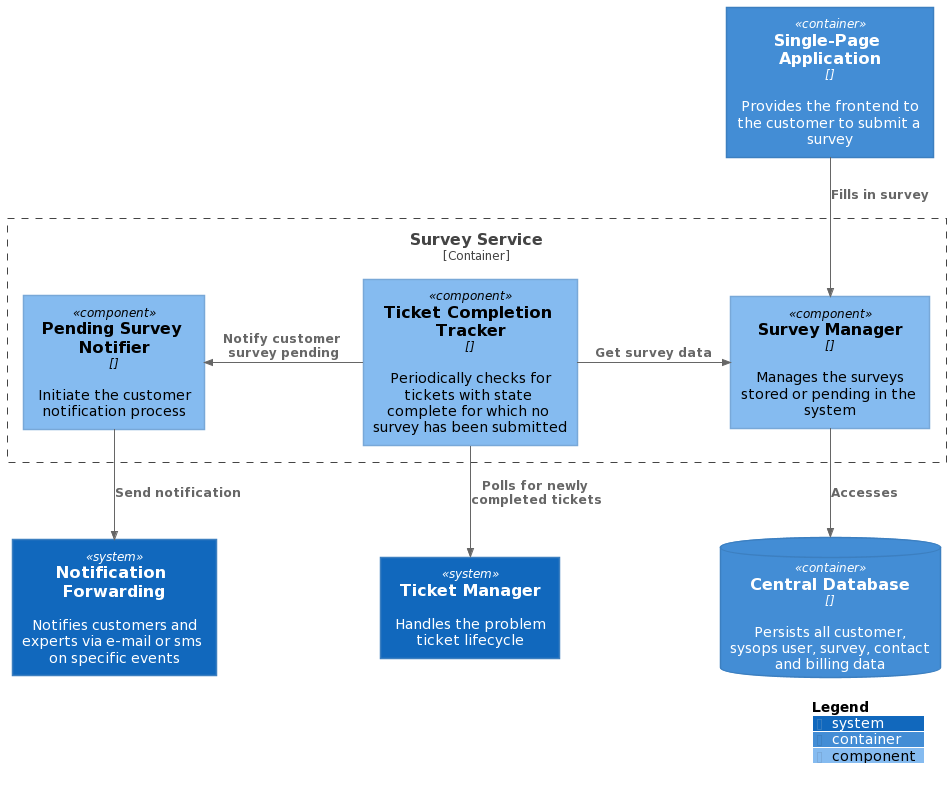 «container»
Single-Page
Application
[]
Provides the frontend to
the customer to submit a
survey
Fills in survey
Survey Service
[Container]
«component»
Pending Survey
Notifier
[]
Initiate the customer
notification process
Notify customer
survey pending
«component»
Ticket Completion
Tracker
[]
Periodically checks for
tickets with state
complete for which no
survey has been submitted
Get survey data
«component»
Survey Manager
[]
Manages the surveys
stored or pending in the
system
Send notification
Polls for newly
completed tickets
Accesses
«system»
Notification
Forwarding
Notifies customers and
experts via e-mail or sms
on specific events
«system»
Ticket Manager
Handles the problem
ticket lifecycle
«container»
Central Database
[]
Persists all customer,
sysops user, survey, contact
and billing data
Legend
system
container
component